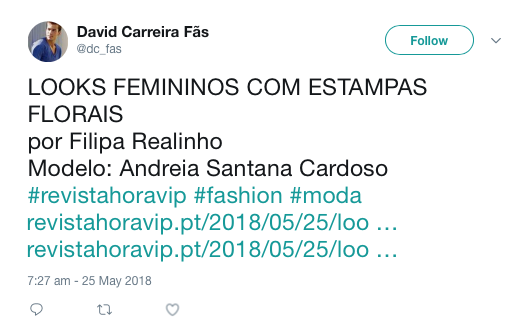 David Carreira Fãs
@dc_fas
Follow
LOOKS FEMININOS COM ESTAMPAS
FLORAIS
por Filipa Realinho
Modelo: Andreia Santana Cardoso
#revistahoravip #fashion #moda
revistahoravip.pt/2018/05/25/loo …
revistahoravip.pt/2018/05/25/loo …
7:27 am - 25 May 2018